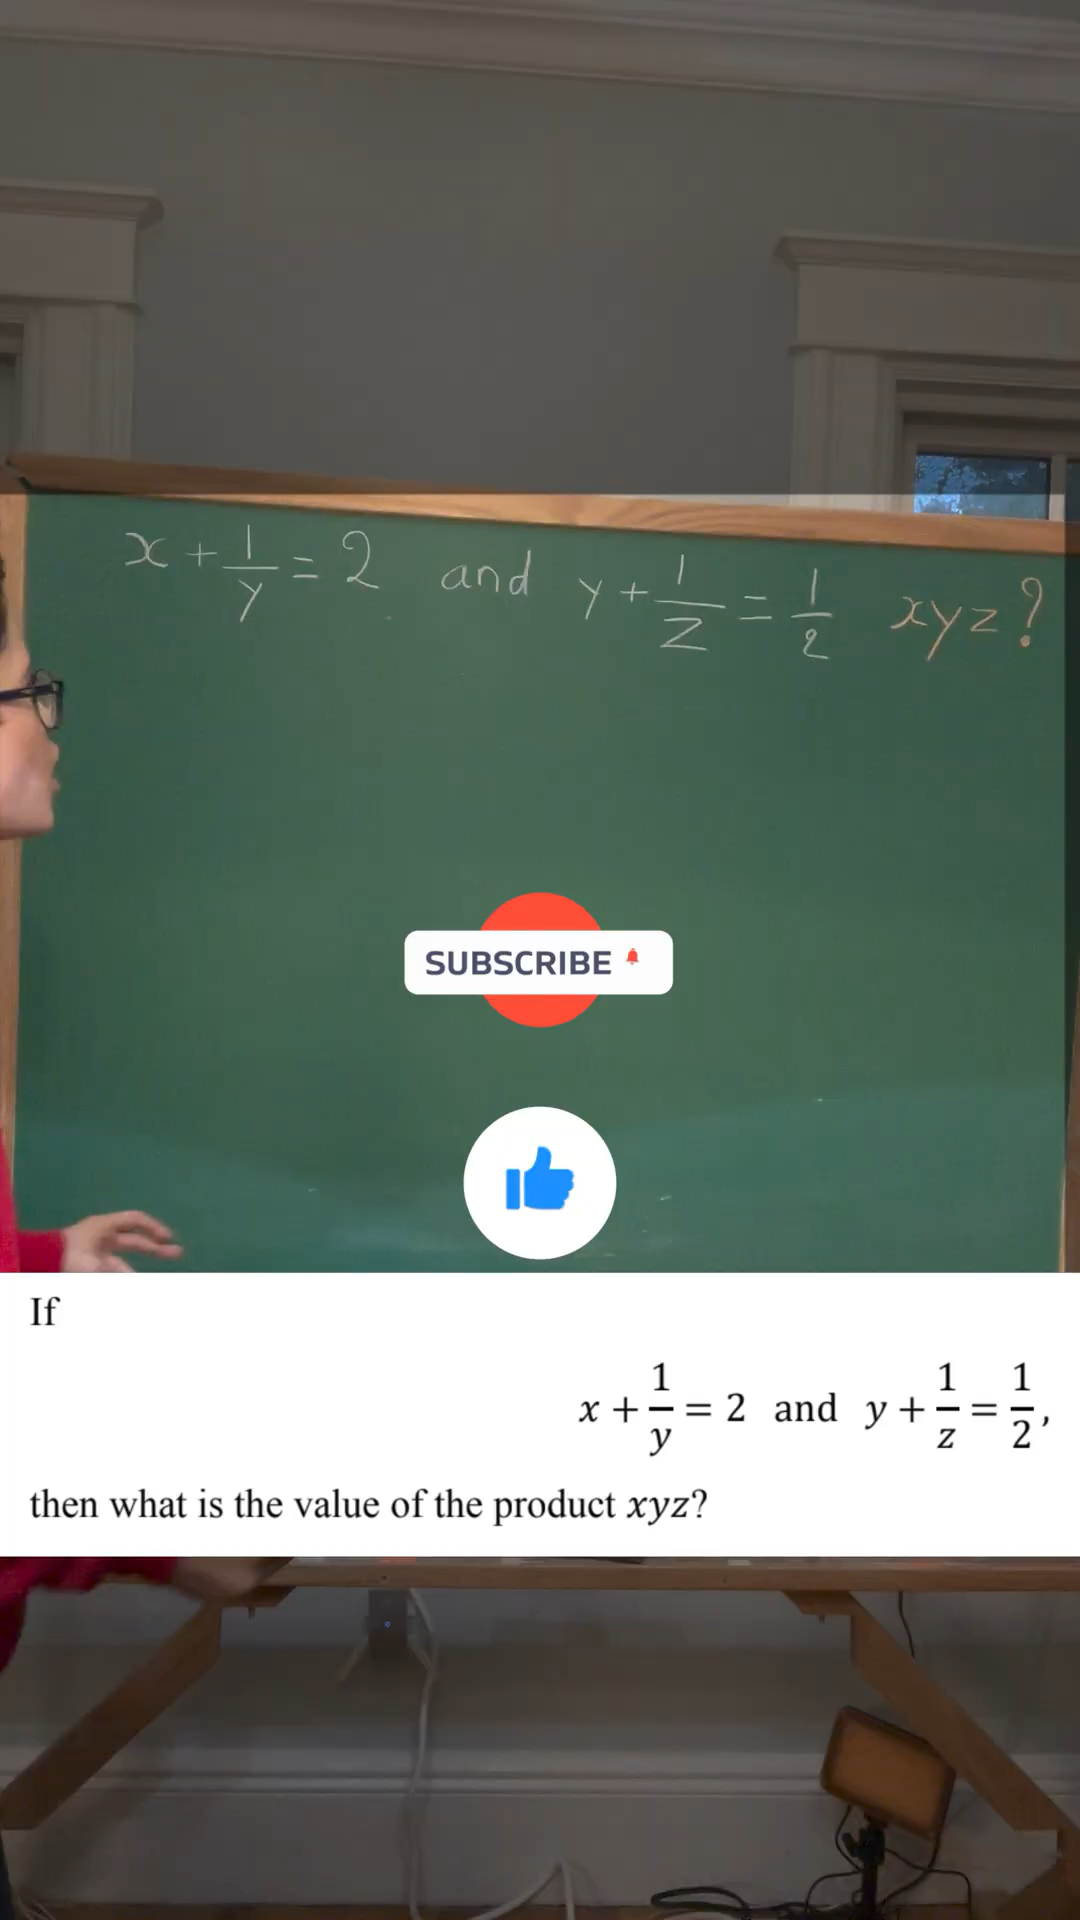 x + 1/y = 2 and y + 1/z = 1/2 xyz?
SUBSCRIBE
If
x + 1/y = 2 and y + 1/z = 1/2,
then what is the value of the product xyz?